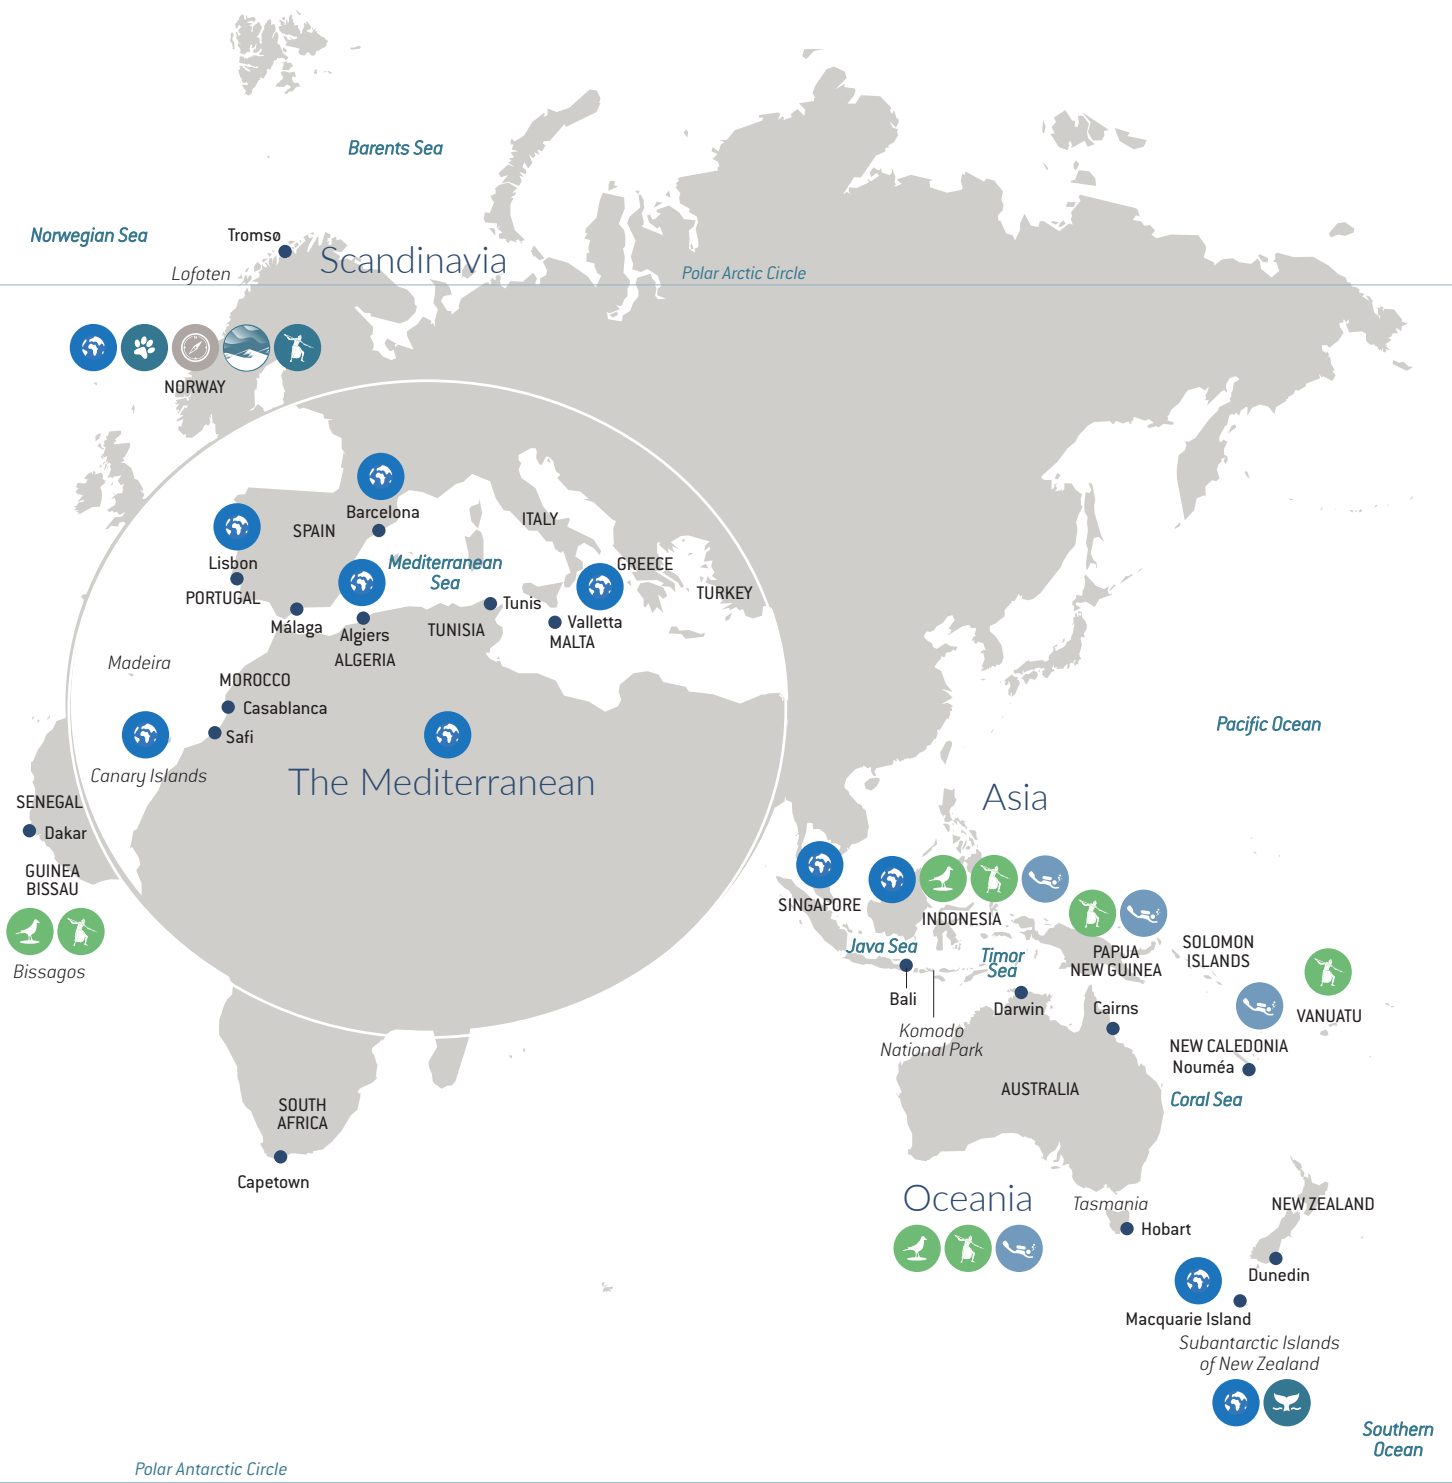 Barents Sea
Norwegian Sea
Tromsø
Scandinavia
Lofoten
Polar Arctic Circle
NORWAY
Barcelona
ITALY
SPAIN
Lisbon
Mediterranean
Sea
GREECE
TURKEY
PORTUGAL
Tunis
Málaga
Algiers
TUNISIA
Valletta
MALTA
ALGERIA
Madeira
MOROCCO
Casablanca
Safi
Pacific Ocean
Canary Islands
The Mediterranean
Asia
SENEGAL
Dakar
GUINEA
BISSAU
Bissagos
SINGAPORE
INDONESIA
Java Sea
Timor
Sea
PAPUA
NEW GUINEA
SOLOMON
ISLANDS
Bali
Darwin
Cairns
VANUATU
Komodo
National Park
NEW CALEDONIA
Nouméa
AUSTRALIA
Coral Sea
SOUTH
AFRICA
Capetown
Oceania
Tasmania
Hobart
NEW ZEALAND
Dunedin
Macquarie Island
Subantarctic Islands
of New Zealand
Southern
Ocean
Polar Antarctic Circle